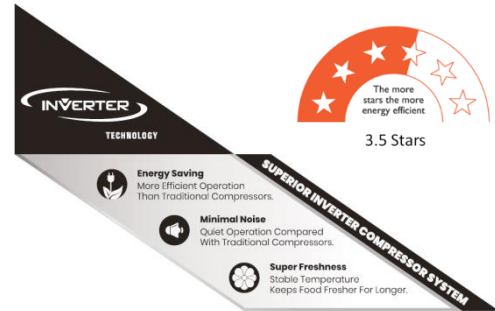 INVERTER
TECHNOLOGY
The more
stars the more
energy efficient
3.5 Stars
Energy Saving
More Efficient Operation
Than Traditional Compressors.
Minimal Noise
Quiet Operation Compared
With Traditional Compressors.
Super Freshness
Stable Temperature
Keeps Food Fresher For Longer.
SUPERIOR INVERTER COMPRESSOR SYSTEM